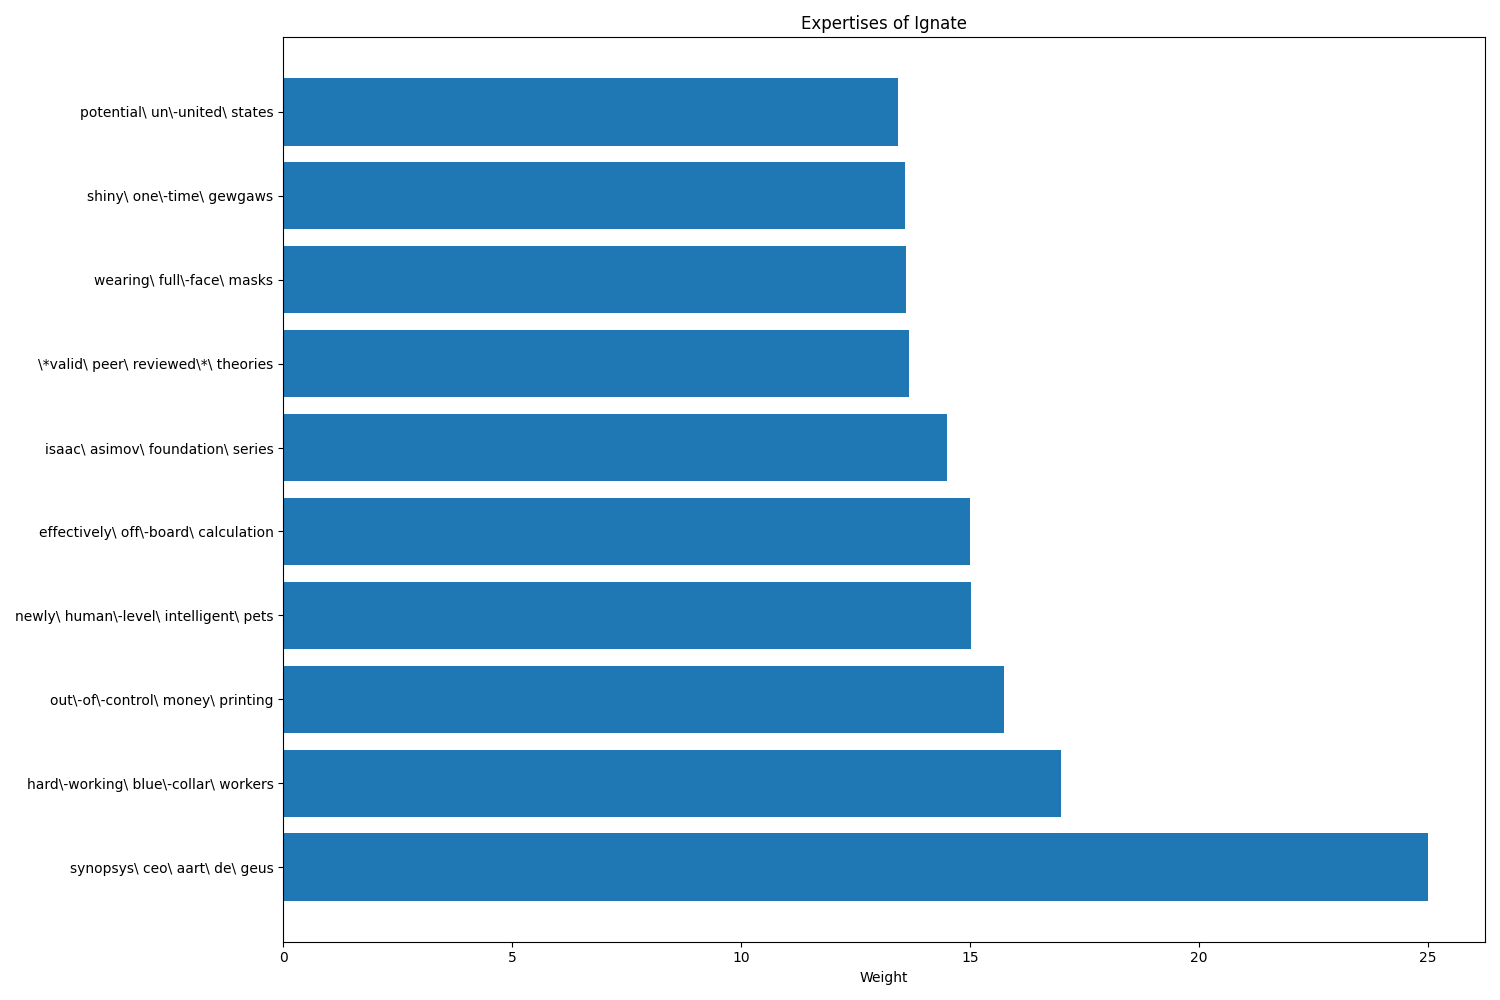 Expertises of Ignate
potential\ un\-united\ states
shiny\ one\-time\ gewgaws
wearing\ full\-face\ masks
\*valid\ peer\ reviewed\*\ theories
isaac\ asimov\ foundation\ series
effectively\ off\-board\ calculation
newly\ human\-level\ intelligent\ pets
out\-of\-control\ money\ printing
hard\-working\ blue\-collar\ workers
synopsys\ ceo\ aart\ de\ geus
0 5 10 15 20 25
Weight